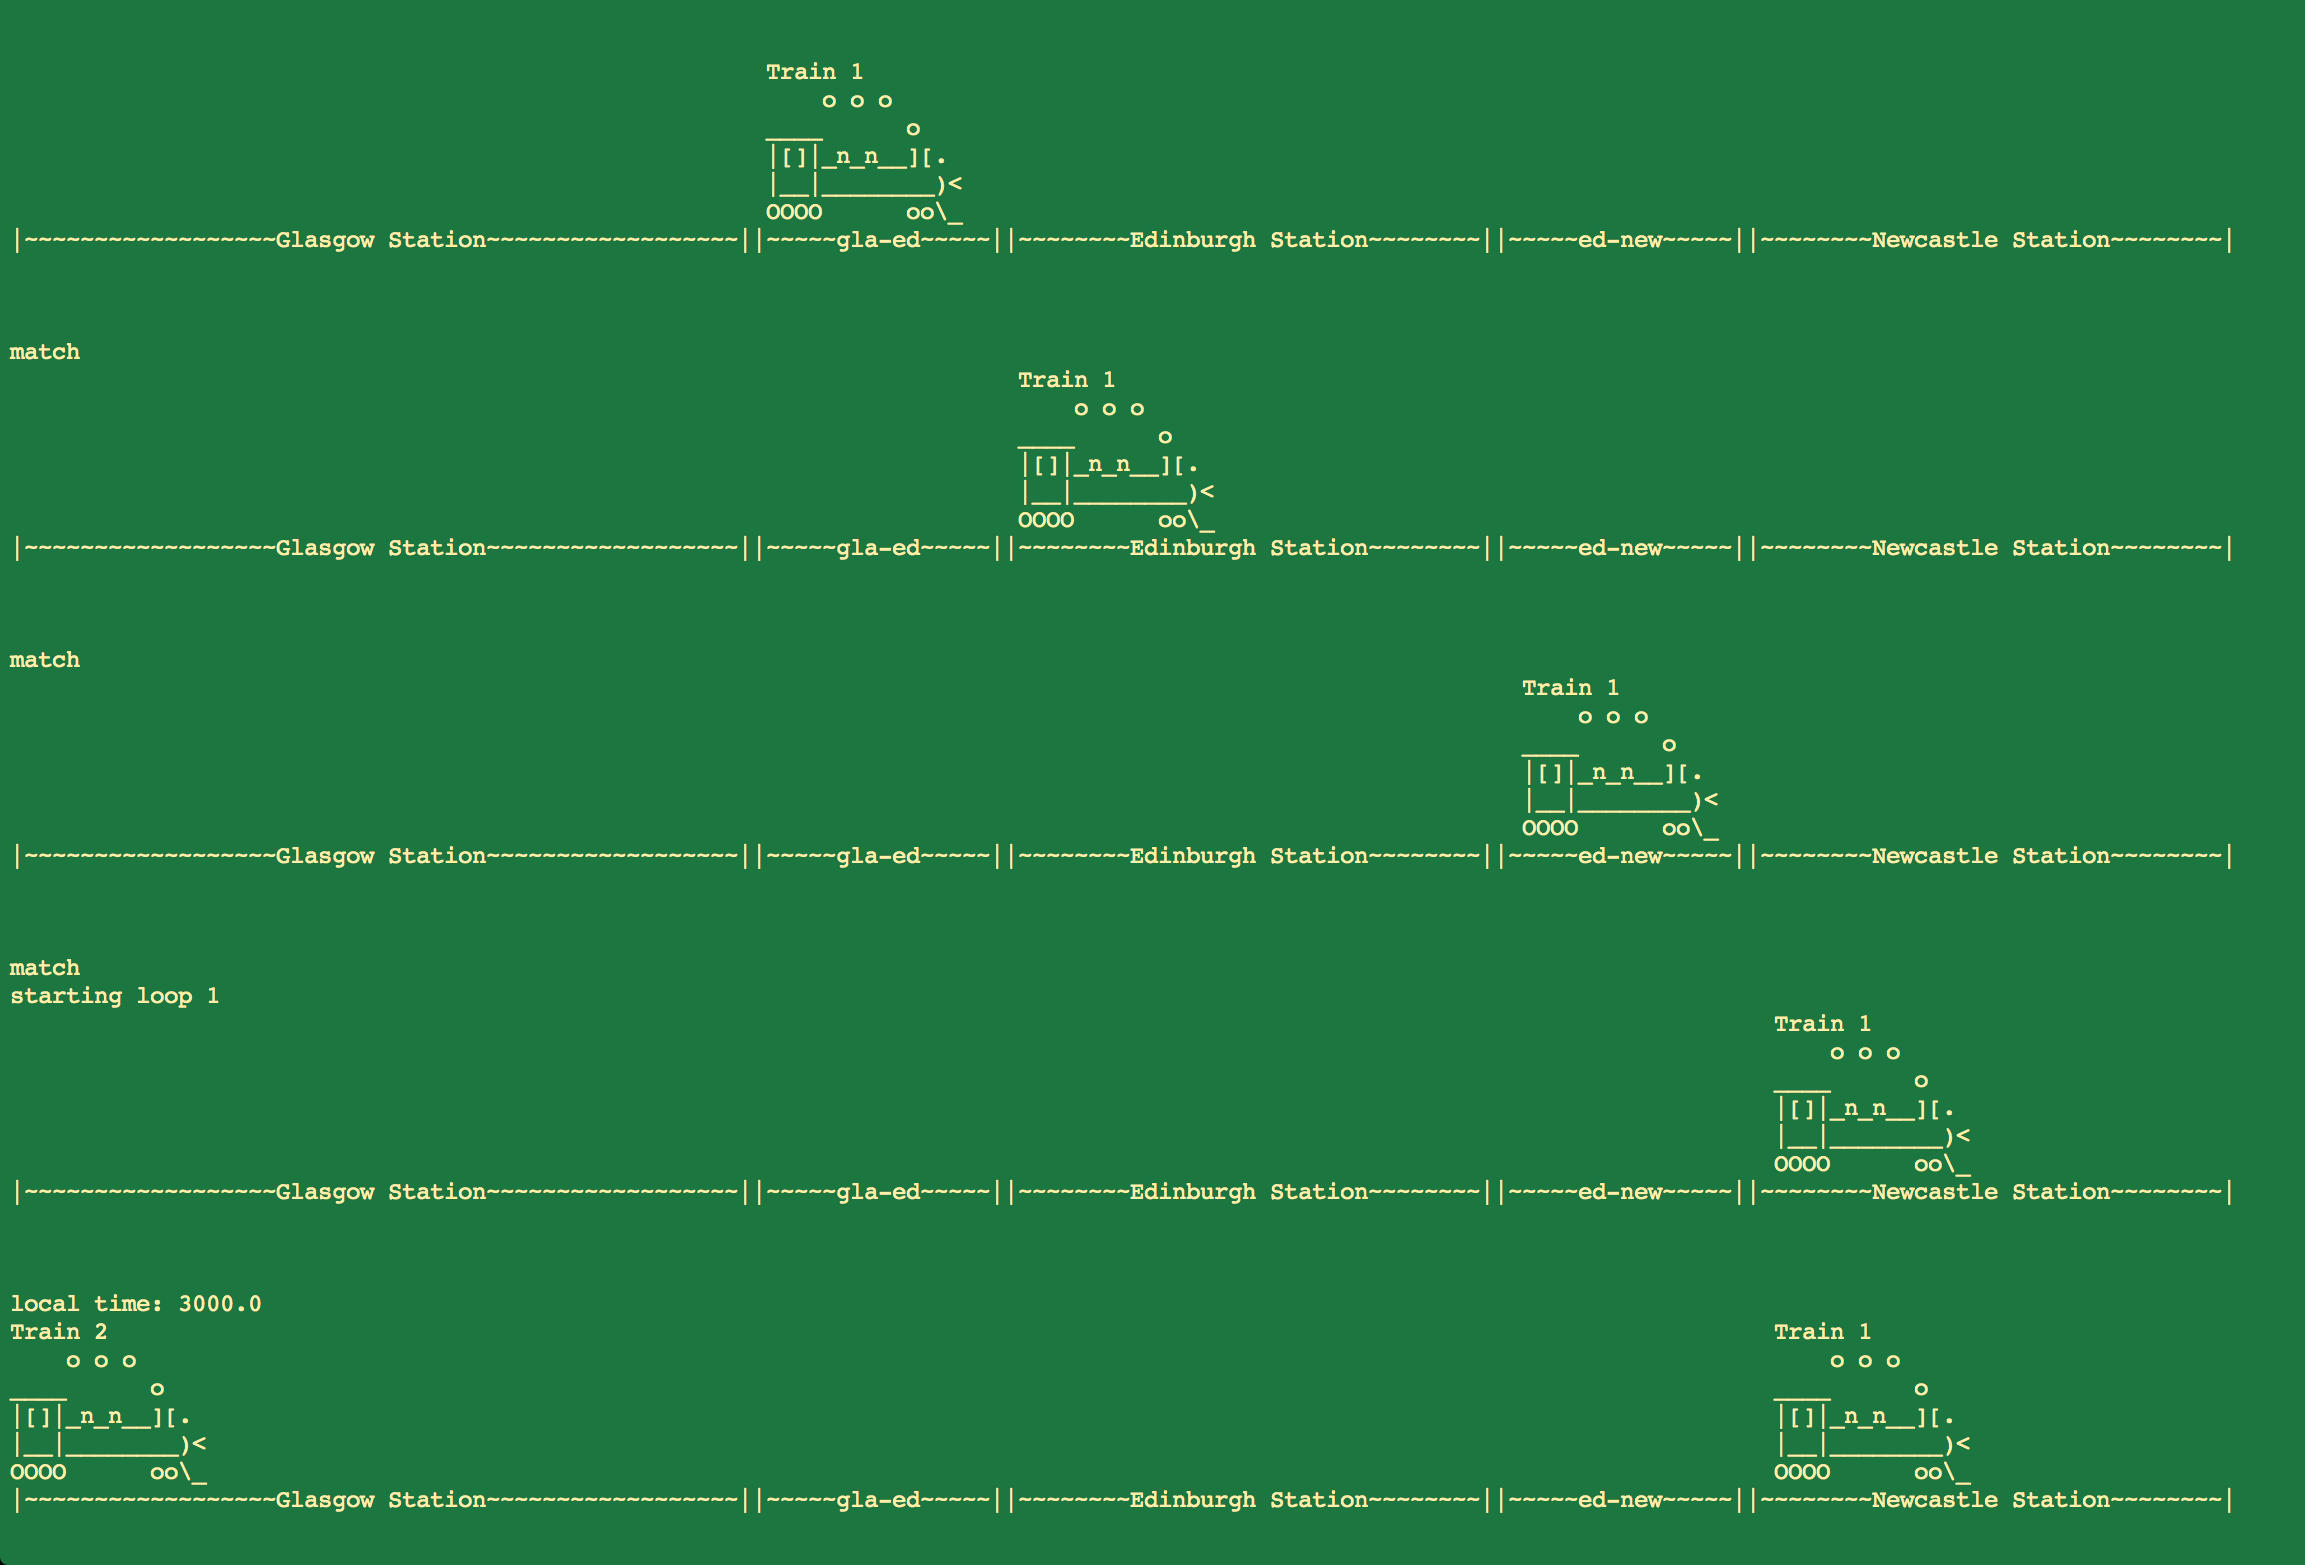 Train 1
                                                          o o o
                                                      ____      o
                                                      |[]|_n_n__][.
                                                      |__|________)<
                                                      OOOO      oo\_
|~~~~~~~~~~~~~~~~~~Glasgow Station~~~~~~~~~~~~~~~~~~||~~~~~gla-ed~~~~~||~~~~~~~~Edinburgh Station~~~~~~~~||~~~~~ed-new~~~~~||~~~~~~~~Newcastle Station~~~~~~~~|
match
                                                                        Train 1
                                                                            o o o
                                                                        ____      o
                                                                        |[]|_n_n__][.
                                                                        |__|________)<
                                                                        OOOO      oo\_
|~~~~~~~~~~~~~~~~~~Glasgow Station~~~~~~~~~~~~~~~~~~||~~~~~gla-ed~~~~~||~~~~~~~~Edinburgh Station~~~~~~~~||~~~~~ed-new~~~~~||~~~~~~~~Newcastle Station~~~~~~~~|
match
                                                                                                            Train 1
                                                                                                                o o o
                                                                                                            ____      o
                                                                                                            |[]|_n_n__][.
                                                                                                            |__|________)<
                                                                                                            OOOO      oo\_
|~~~~~~~~~~~~~~~~~~Glasgow Station~~~~~~~~~~~~~~~~~~||~~~~~gla-ed~~~~~||~~~~~~~~Edinburgh Station~~~~~~~~||~~~~~ed-new~~~~~||~~~~~~~~Newcastle Station~~~~~~~~|
match
starting loop 1
                                                                                                                              Train 1
                                                                                                                                  o o o
                                                                                                                              ____      o
                                                                                                                              |[]|_n_n__][.
                                                                                                                              |__|________)<
                                                                                                                              OOOO      oo\_
|~~~~~~~~~~~~~~~~~~Glasgow Station~~~~~~~~~~~~~~~~~~||~~~~~gla-ed~~~~~||~~~~~~~~Edinburgh Station~~~~~~~~||~~~~~ed-new~~~~~||~~~~~~~~Newcastle Station~~~~~~~~|
local time: 3000.0
Train 2                                                                                                                       Train 1
    o o o                                                                                                                         o o o
____      o                                                                                                                   ____      o
|[]|_n_n__][.                                                                                                                 |[]|_n_n__][.
|__|________)<                                                                                                                |__|________)<
OOOO      oo\_                                                                                                                OOOO      oo\_
|~~~~~~~~~~~~~~~~~~Glasgow Station~~~~~~~~~~~~~~~~~~||~~~~~gla-ed~~~~~||~~~~~~~~Edinburgh Station~~~~~~~~||~~~~~ed-new~~~~~||~~~~~~~~Newcastle Station~~~~~~~~|